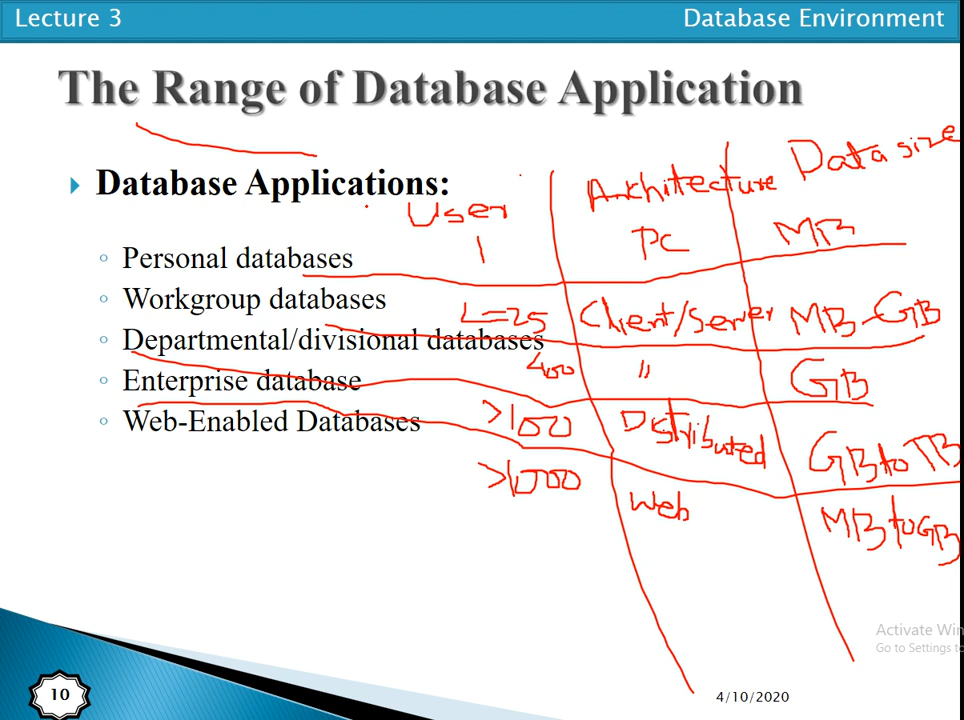 Lecture 3 Database Environment
The Range of Database Application
Database Applications:
User Architecture Data size
Personal databases 1 PC MB
Workgroup databases L=25 Client/server MB-GB
Departmental/divisional databases 400 " GB
Enterprise database >100 Distributed GB to TB
Web-Enabled Databases >1000 Web MB to GB
Activate Win
Go to Settings to
10 4/10/2020